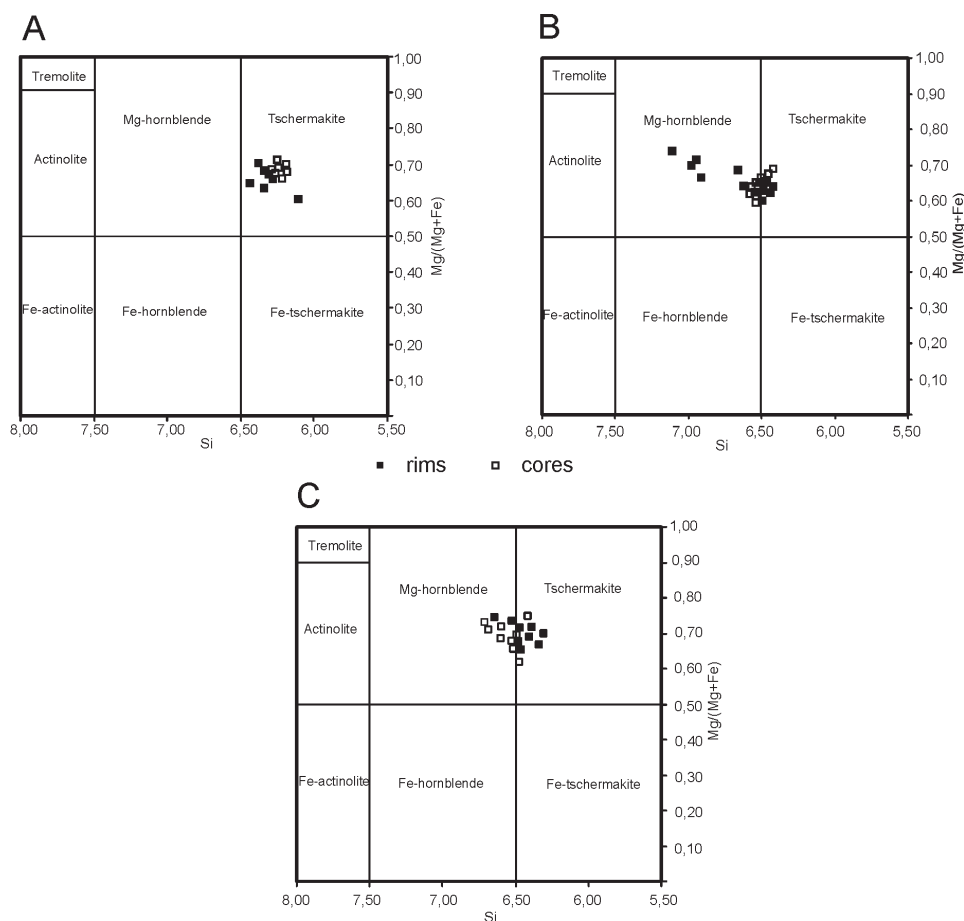 A
Tremolite
Mg-hornblende
Tschermakite
Actinolite
Fe-actinolite
Fe-hornblende
Fe-tschermakite
1,00
0,90
0,80
0,70
0,60
0,50
0,40
0,30
0,20
0,10
Mg/(Mg+Fe)
8,00 7,50 7,00 6,50 6,00 5,50
Si
B
Tremolite
Mg-hornblende
Tschermakite
Actinolite
Fe-actinolite
Fe-hornblende
Fe-tschermakite
1,00
0,90
0,80
0,70
0,60
0,50
0,40
0,30
0,20
0,10
Mg/(Mg+Fe)
8,00 7,50 7,00 6,50 6,00 5,50
Si
rims cores
C
Tremolite
Mg-hornblende
Tschermakite
Actinolite
Fe-actinolite
Fe-hornblende
Fe-tschermakite
1,00
0,90
0,80
0,70
0,60
0,50
0,40
0,30
0,20
0,10
Mg/(Mg+Fe)
8,00 7,50 7,00 6,50 6,00 5,50
Si